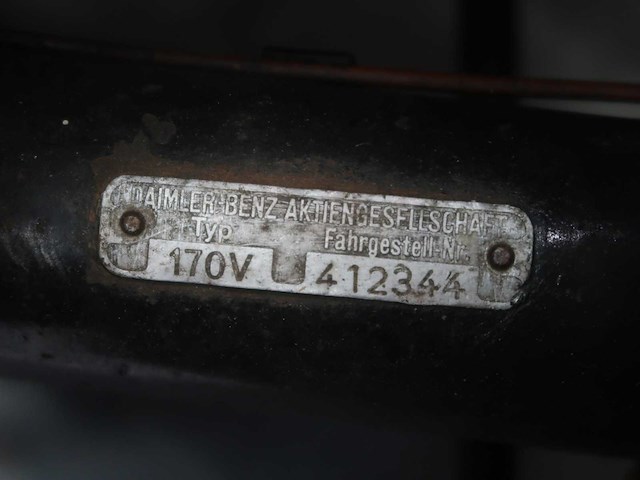 DAIMLER-BENZ AKTIENGESELLSCHAFT
Typ Fahrgestell-Nr.
170V 412344